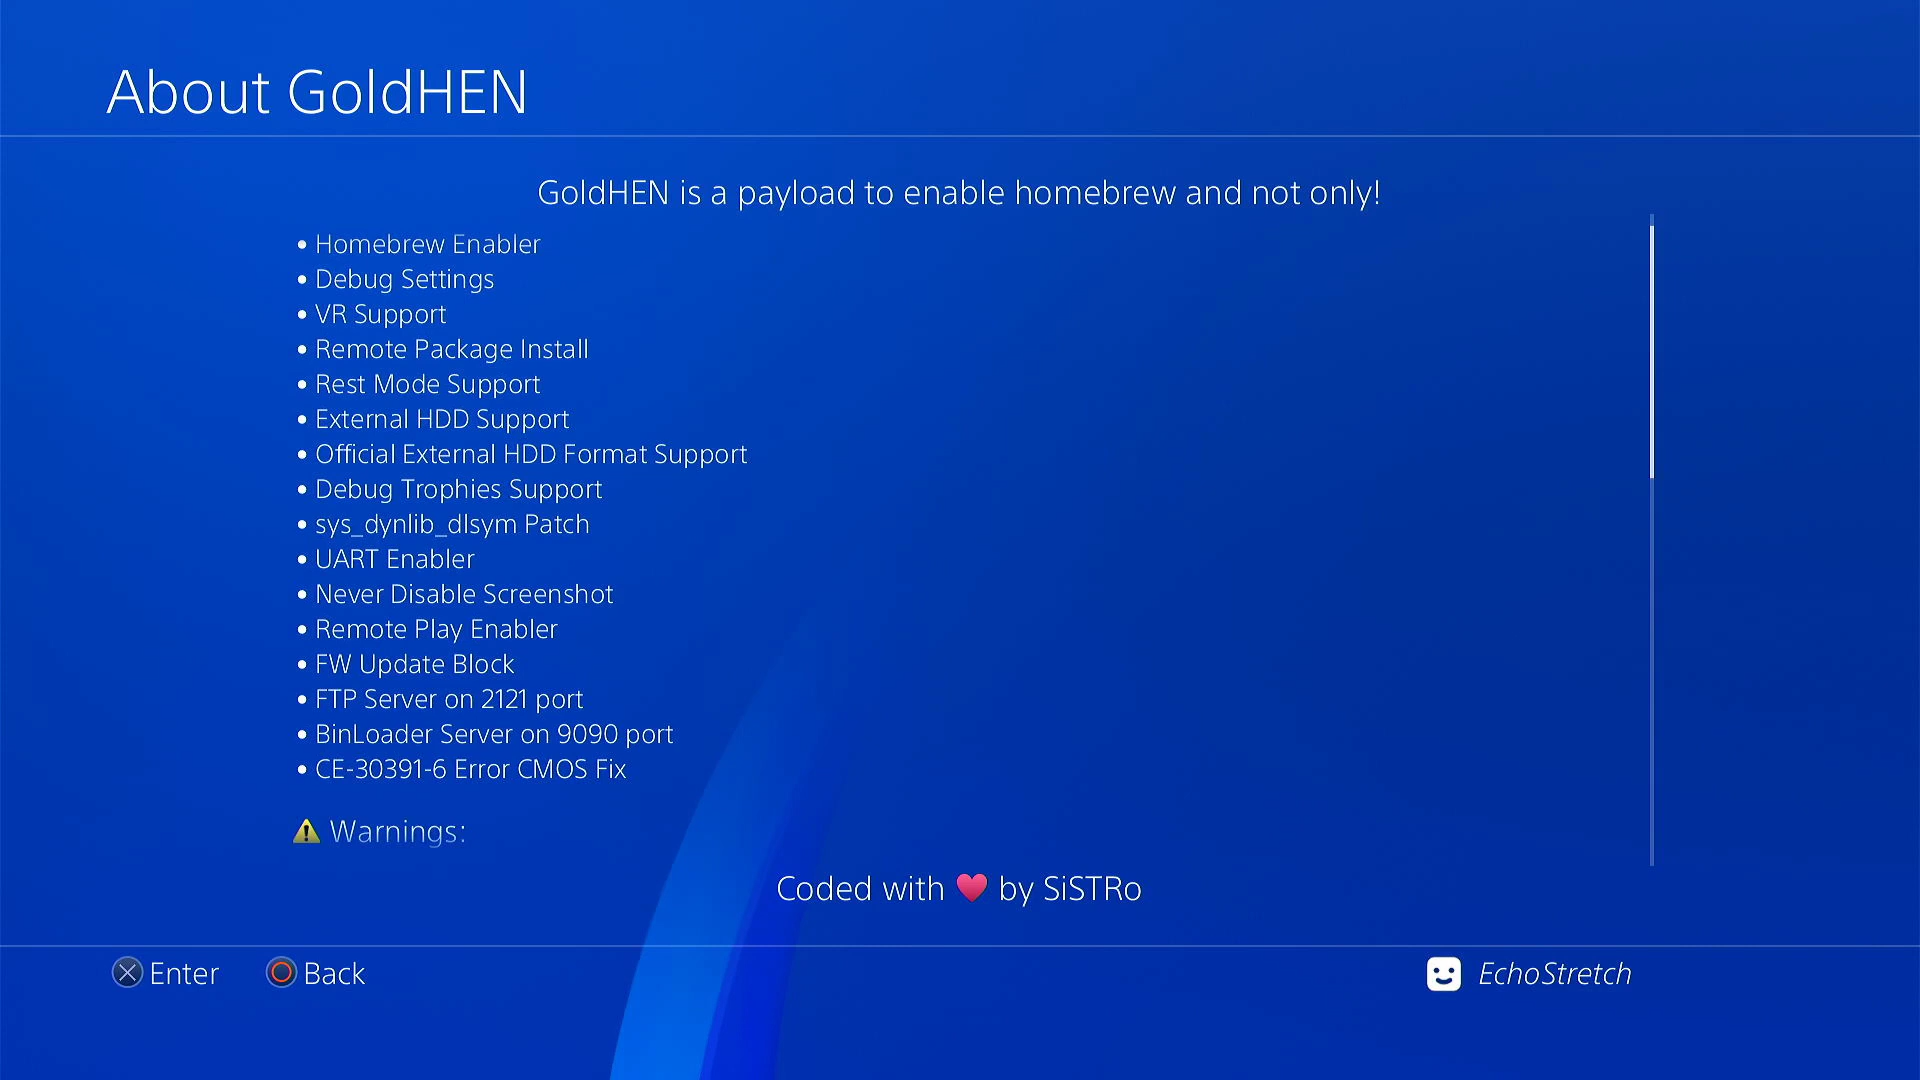 About GoldHEN
GoldHEN is a payload to enable homebrew and not only!
• Homebrew Enabler
• Debug Settings
• VR Support
• Remote Package Install
• Rest Mode Support
• External HDD Support
• Official External HDD Format Support
• Debug Trophies Support
• sys_dynlib_dlsym Patch
• UART Enabler
• Never Disable Screenshot
• Remote Play Enabler
• FW Update Block
• FTP Server on 2121 port
• BinLoader Server on 9090 port
• CE-30391-6 Error CMOS Fix
⚠ Warnings:
Coded with ♥ by SiSTRo
Enter Back EchoStretch